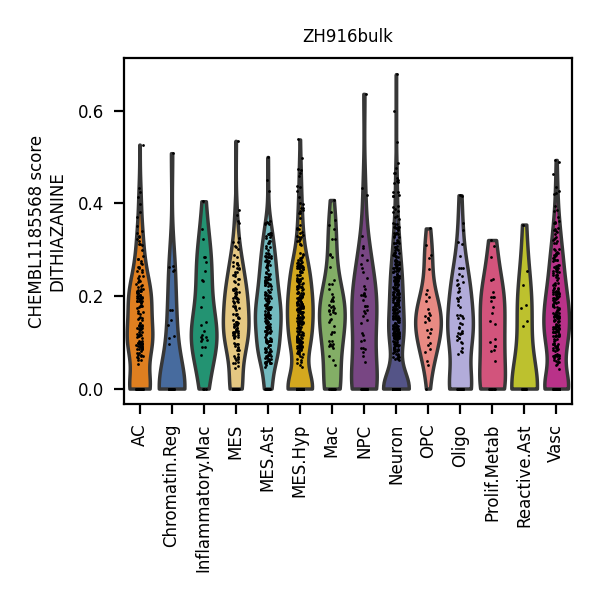 ZH916bulk
CHEMBL1185568 score
DITHIAZANINE
0.6
0.4
0.2
0.0
AC
Chromatin.Reg
Inflammatory.Mac
MES
MES.Ast
MES.Hyp
Mac
NPC
Neuron
OPC
Oligo
Prolif.Metab
Reactive.Ast
Vasc